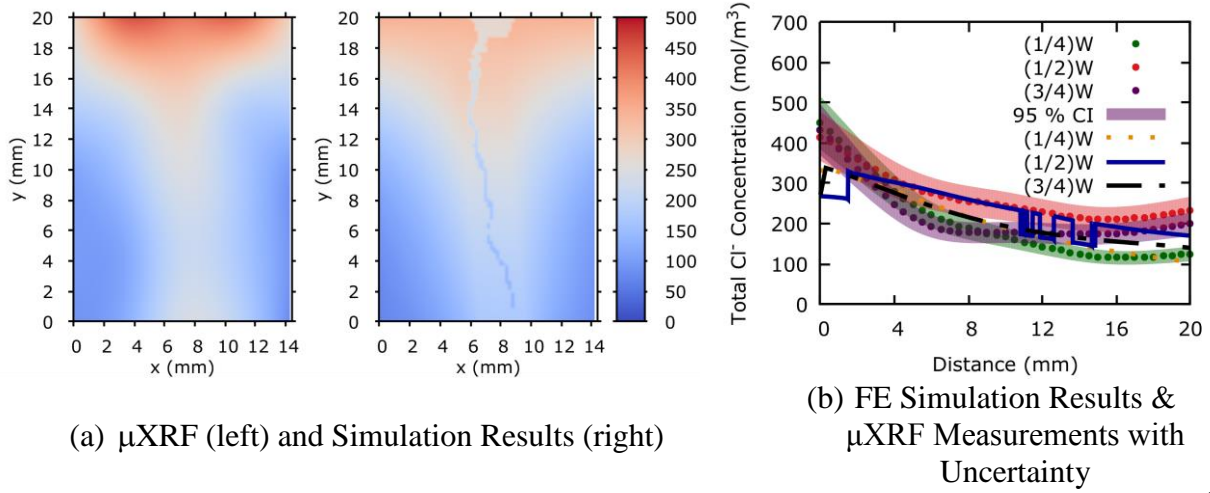 20
18
16
14
12
10
8
6
4
2
0
y (mm)
0 2 4 6 8 10 12 14
x (mm)
20
18
16
14
12
10
8
6
4
2
0
y (mm)
0 2 4 6 8 10 12 14
x (mm)
500
450
400
350
300
250
200
150
100
50
0
(a) μXRF (left) and Simulation Results (right)
Total Cl⁻ Concentration (mol/m³)
700
600
500
400
300
200
100
0
(1/4)W
(1/2)W
(3/4)W
95 % CI
(1/4)W
(1/2)W
(3/4)W
0 4 8 12 16 20
Distance (mm)
(b) FE Simulation Results &
μXRF Measurements with
Uncertainty